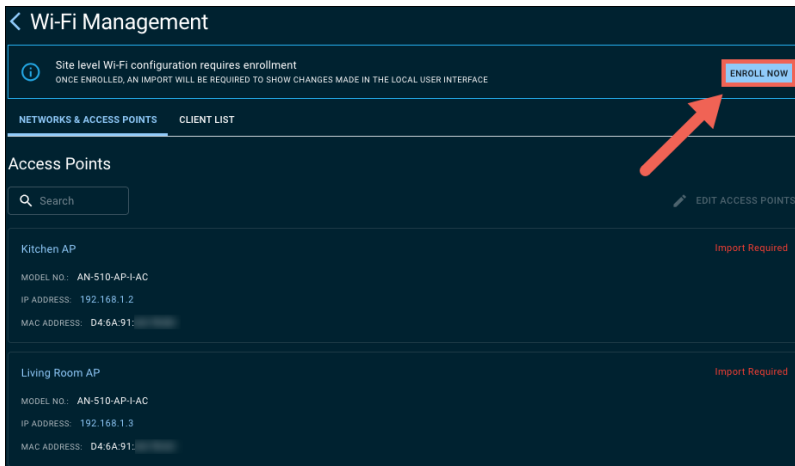 Wi-Fi Management
Site level Wi-Fi configuration requires enrollment
ONCE ENROLLED, AN IMPORT WILL BE REQUIRED TO SHOW CHANGES MADE IN THE LOCAL USER INTERFACE
ENROLL NOW
NETWORKS & ACCESS POINTS CLIENT LIST
Access Points
Search
EDIT ACCESS POINTS
Kitchen AP Import Required
MODEL NO.: AN-510-AP-I-AC
IP ADDRESS: 192.168.1.2
MAC ADDRESS: D4:6A:91:
Living Room AP Import Required
MODEL NO.: AN-510-AP-I-AC
IP ADDRESS: 192.168.1.3
MAC ADDRESS: D4:6A:91: